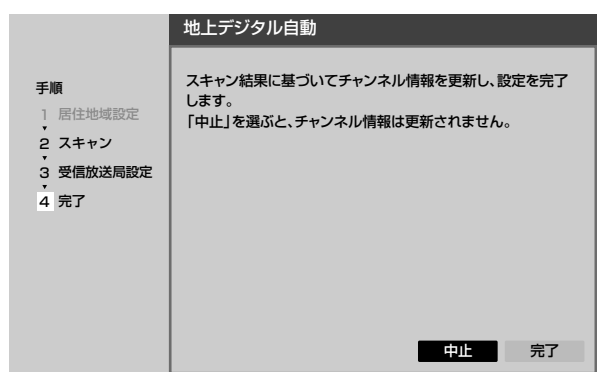 地上デジタル自動
手順
1 居住地域設定
2 スキャン
3 受信放送局設定
4 完了
スキャン結果に基づいてチャンネル情報を更新し、設定を完了
します。
「中止」を選ぶと、チャンネル情報は更新されません。
中止 完了